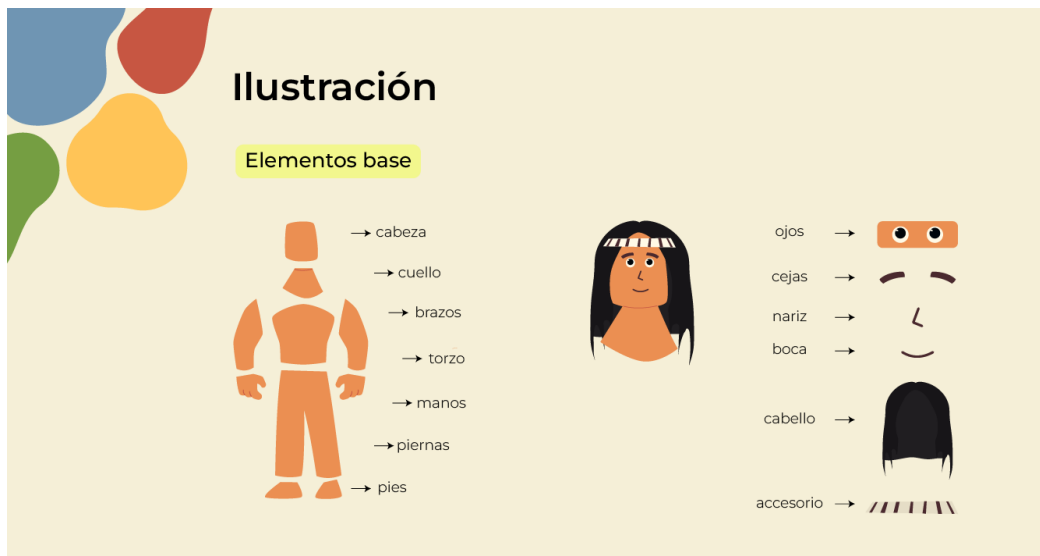 Ilustración
Elementos base
cabeza
cuello
brazos
torzo
manos
piernas
pies
ojos
cejas
nariz
boca
cabello
accesorio